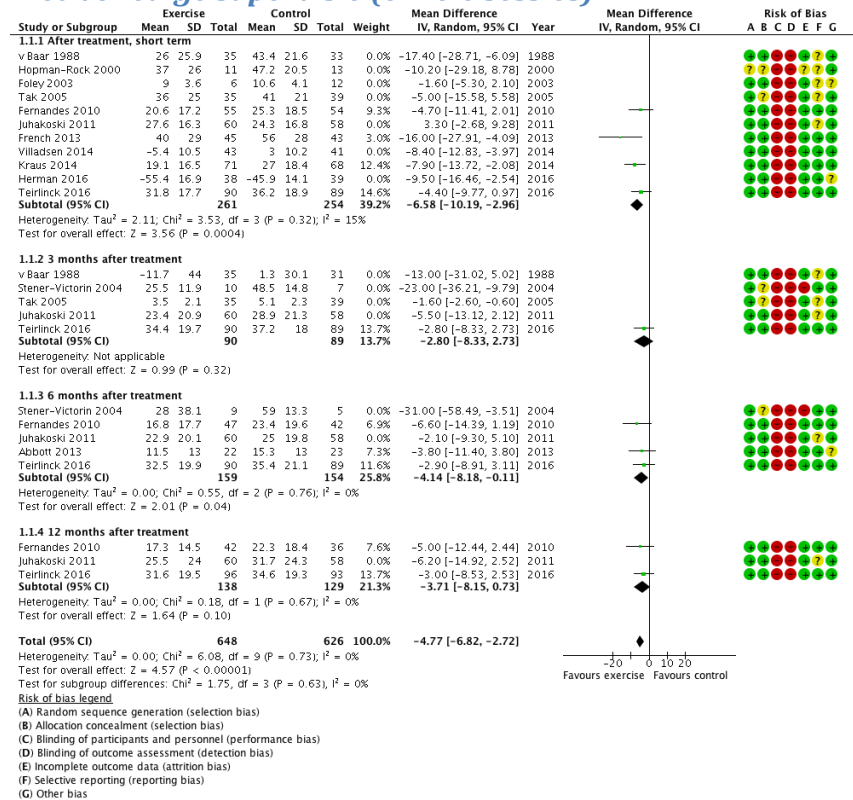 Exercise Control Mean Difference Mean Difference Risk of Bias
Study or Subgroup Mean SD Total Mean SD Total Weight IV, Random, 95% CI Year IV, Random, 95% CI A B C D E F G
1.1.1 After treatment, short term
v Baar 1988 26 25.9 35 43.4 21.6 33 0.0% -17.40 [-28.71, -6.09] 1988
Hopman-Rock 2000 37 26 11 47.2 20.5 13 0.0% -10.20 [-29.18, 8.78] 2000
Foley 2003 9 3.6 6 10.6 4.1 12 0.0% -1.60 [-5.30, 2.10] 2003
Tak 2005 36 25 35 41 21 39 0.0% -5.00 [-15.58, 5.58] 2005
Fernandes 2010 20.6 17.2 55 25.3 18.5 54 9.3% -4.70 [-11.41, 2.01] 2010
Juhakoski 2011 27.6 16.3 60 24.3 16.8 58 0.0% 3.30 [-2.68, 9.28] 2011
French 2013 40 29 45 56 28 43 3.0% -16.00 [-27.91, -4.09] 2013
Villadsen 2014 -5.4 10.5 43 3 10.2 41 0.0% -8.40 [-12.83, -3.97] 2014
Kraus 2014 19.1 16.5 71 27 18.4 68 12.4% -7.90 [-13.72, -2.08] 2014
Herman 2016 -55.4 16.9 38 -45.9 14.1 39 0.0% -9.50 [-16.46, -2.54] 2016
Teirlinck 2016 31.8 17.7 90 36.2 18.9 89 14.6% -4.40 [-9.77, 0.97] 2016
Subtotal (95% CI) 261 254 39.2% -6.58 [-10.19, -2.96]
Heterogeneity: Tau² = 2.11; Chi² = 3.53, df = 3 (P = 0.32); I² = 15%
Test for overall effect: Z = 3.56 (P = 0.0004)
1.1.2 3 months after treatment
v Baar 1988 -11.7 44 35 1.3 30.1 31 0.0% -13.00 [-31.02, 5.02] 1988
Stener-Victorin 2004 25.5 11.9 10 48.5 14.8 7 0.0% -23.00 [-36.21, -9.79] 2004
Tak 2005 3.5 2.1 35 5.1 2.3 39 0.0% -1.60 [-2.60, -0.60] 2005
Juhakoski 2011 23.4 20.9 60 28.9 21.3 58 0.0% -5.50 [-13.12, 2.12] 2011
Teirlinck 2016 34.4 19.7 90 37.2 18 89 13.7% -2.80 [-8.33, 2.73] 2016
Subtotal (95% CI) 90 89 13.7% -2.80 [-8.33, 2.73]
Heterogeneity: Not applicable
Test for overall effect: Z = 0.99 (P = 0.32)
1.1.3 6 months after treatment
Stener-Victorin 2004 28 38.1 9 59 13.3 5 0.0% -31.00 [-58.49, -3.51] 2004
Fernandes 2010 16.8 17.7 47 23.4 19.6 42 6.9% -6.60 [-14.39, 1.19] 2010
Juhakoski 2011 22.9 20.1 60 25 19.8 58 0.0% -2.10 [-9.30, 5.10] 2011
Abbott 2013 11.5 13 22 15.3 13 23 7.3% -3.80 [-11.40, 3.80] 2013
Teirlinck 2016 32.5 19.9 90 35.4 21.1 89 11.6% -2.90 [-8.91, 3.11] 2016
Subtotal (95% CI) 159 154 25.8% -4.14 [-8.18, -0.11]
Heterogeneity: Tau² = 0.00; Chi² = 0.55, df = 2 (P = 0.76); I² = 0%
Test for overall effect: Z = 2.01 (P = 0.04)
1.1.4 12 months after treatment
Fernandes 2010 17.3 14.5 42 22.3 18.4 36 7.6% -5.00 [-12.44, 2.44] 2010
Juhakoski 2011 25.5 24 60 31.7 24.3 58 0.0% -6.20 [-14.92, 2.52] 2011
Teirlinck 2016 31.6 19.5 96 34.6 19.3 93 13.7% -3.00 [-8.53, 2.53] 2016
Subtotal (95% CI) 138 129 21.3% -3.71 [-8.15, 0.73]
Heterogeneity: Tau² = 0.00; Chi² = 0.18, df = 1 (P = 0.67); I² = 0%
Test for overall effect: Z = 1.64 (P = 0.10)
Total (95% CI) 648 626 100.0% -4.77 [-6.82, -2.72]
Heterogeneity: Tau² = 0.00; Chi² = 6.08, df = 9 (P = 0.73); I² = 0%
Test for overall effect: Z = 4.57 (P < 0.00001)
Test for subgroup differences: Chi² = 1.75, df = 3 (P = 0.63), I² = 0%
-20 0 10 20
Favours exercise Favours control
Risk of bias legend
(A) Random sequence generation (selection bias)
(B) Allocation concealment (selection bias)
(C) Blinding of participants and personnel (performance bias)
(D) Blinding of outcome assessment (detection bias)
(E) Incomplete outcome data (attrition bias)
(F) Selective reporting (reporting bias)
(G) Other bias